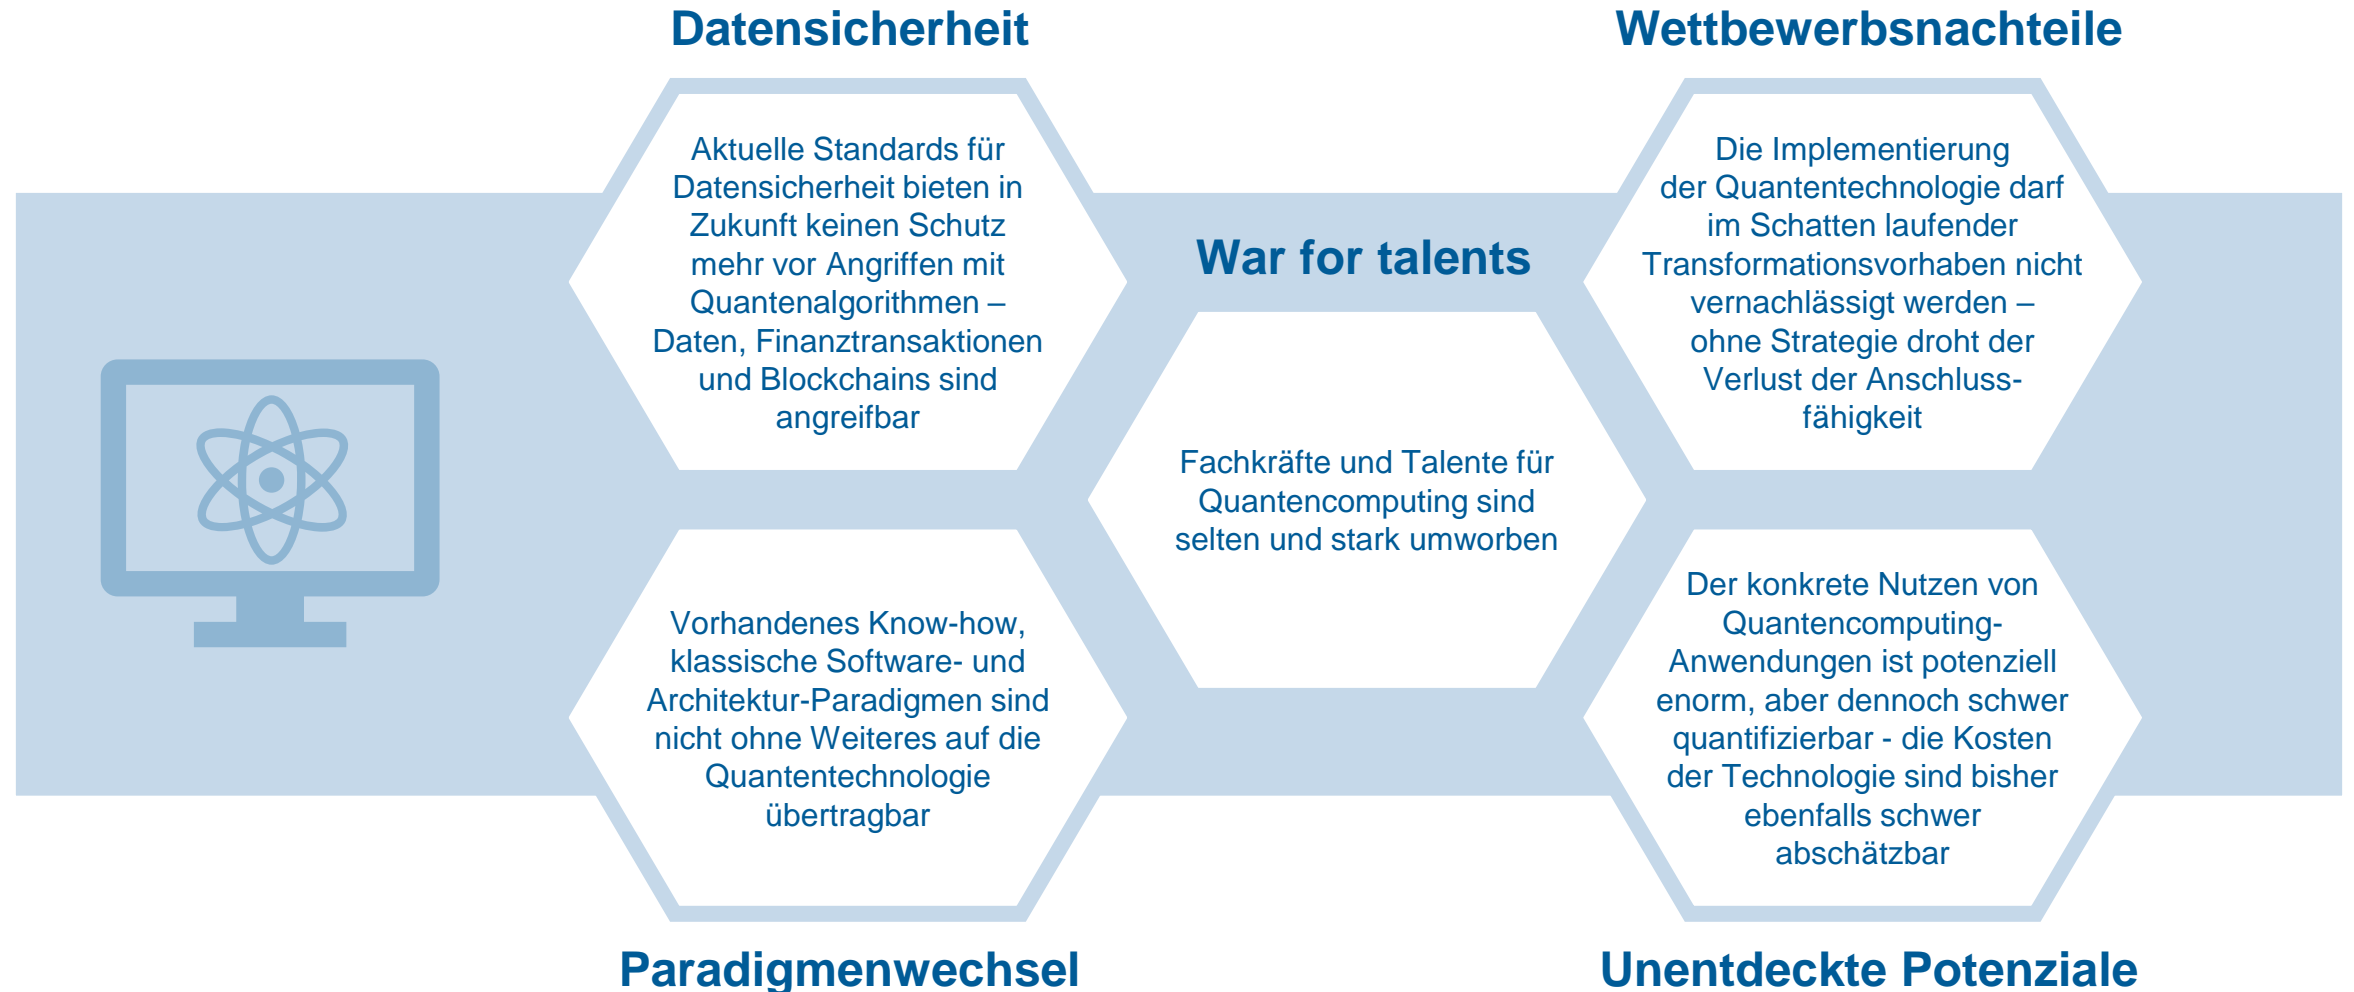 Datensicherheit
Aktuelle Standards für
Datensicherheit bieten in
Zukunft keinen Schutz
mehr vor Angriffen mit
Quantenalgorithmen –
Daten, Finanztransaktionen
und Blockchains sind
angreifbar
Vorhandenes Know-how,
klassische Software- und
Architektur-Paradigmen sind
nicht ohne Weiteres auf die
Quantentechnologie
übertragbar
Paradigmenwechsel
War for talents
Fachkräfte und Talente für
Quantencomputing sind
selten und stark umworben
Wettbewerbsnachteile
Die Implementierung
der Quantentechnologie darf
im Schatten laufender
Transformationsvorhaben nicht
vernachlässigt werden –
ohne Strategie droht der
Verlust der Anschluss-
fähigkeit
Der konkrete Nutzen von
Quantencomputing-
Anwendungen ist potenziell
enorm, aber dennoch schwer
quantifizierbar - die Kosten
der Technologie sind bisher
ebenfalls schwer
abschätzbar
Unentdeckte Potenziale